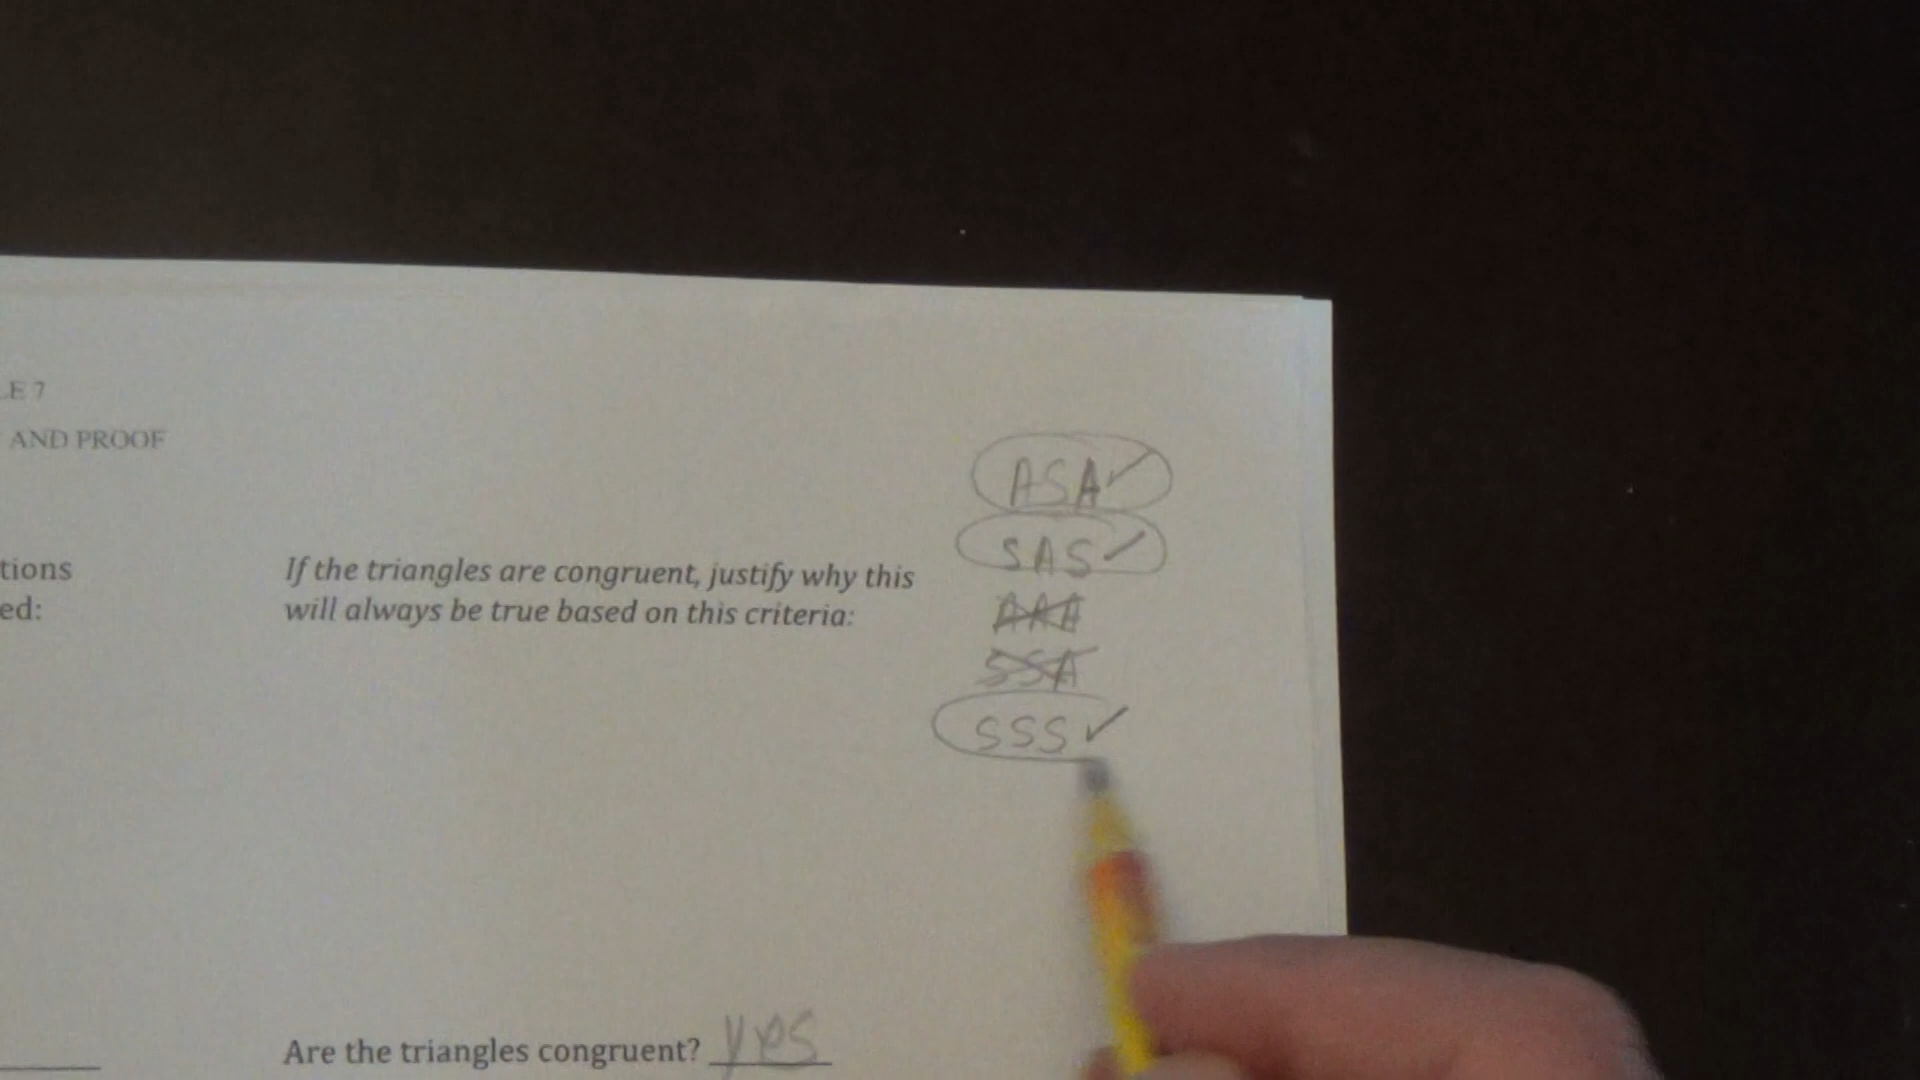 LE 7
AND PROOF
ASA✓
SAS✓
tions
If the triangles are congruent, justify why this
ed:
will always be true based on this criteria:
AAA
SSA
SSS✓
Are the triangles congruent? yes